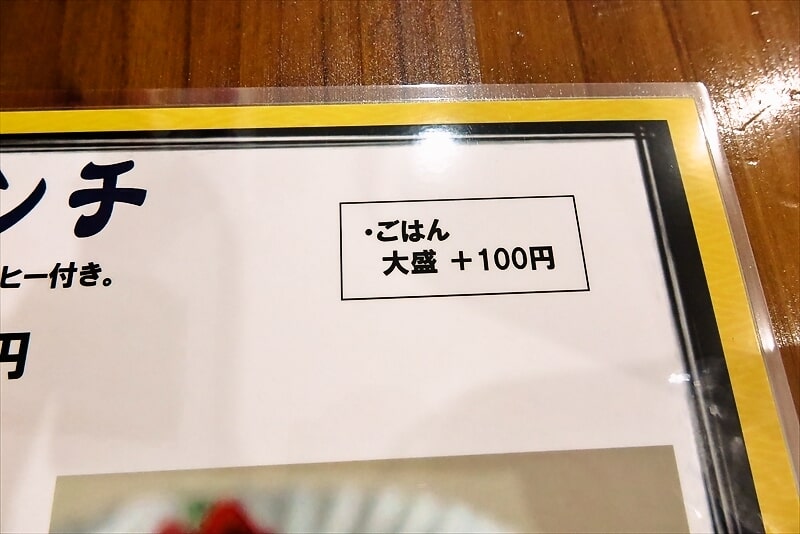 ンチ
ヒー付き。
円
・ごはん
大盛 ＋100円